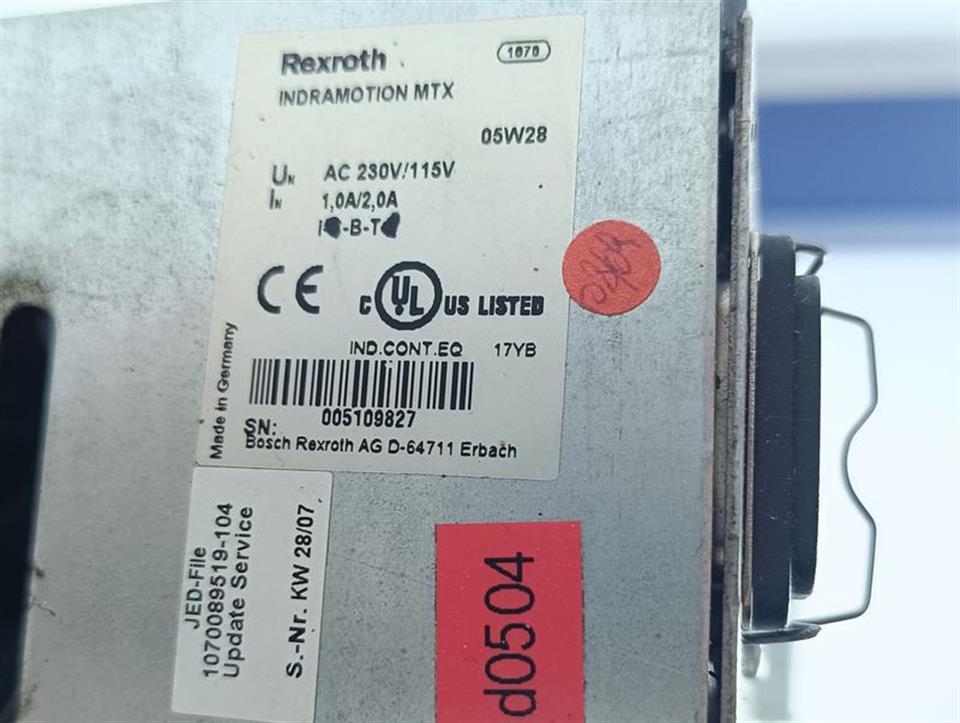 Rexroth
1070
INDRAMOTION MTX
05W28
UN AC 230V/115V
IN 1,0A/2,0A
-B-T
CE
C UL US LISTED
IND.CONT.EQ 17YB
Made in Germany
005109827
SN:
Bosch Rexroth AG D-64711 Erbach
JED-File
1070089519-104
Update Service
S.-Nr. KW 28/07
d0504